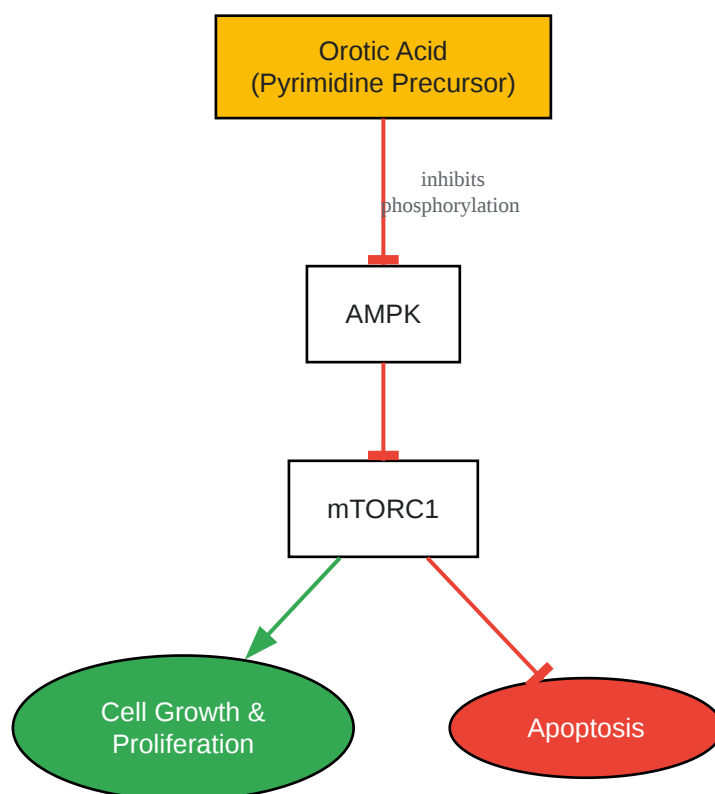 Orotic Acid
(Pyrimidine Precursor)
inhibits
phosphorylation
AMPK
mTORC1
Cell Growth &
Proliferation
Apoptosis